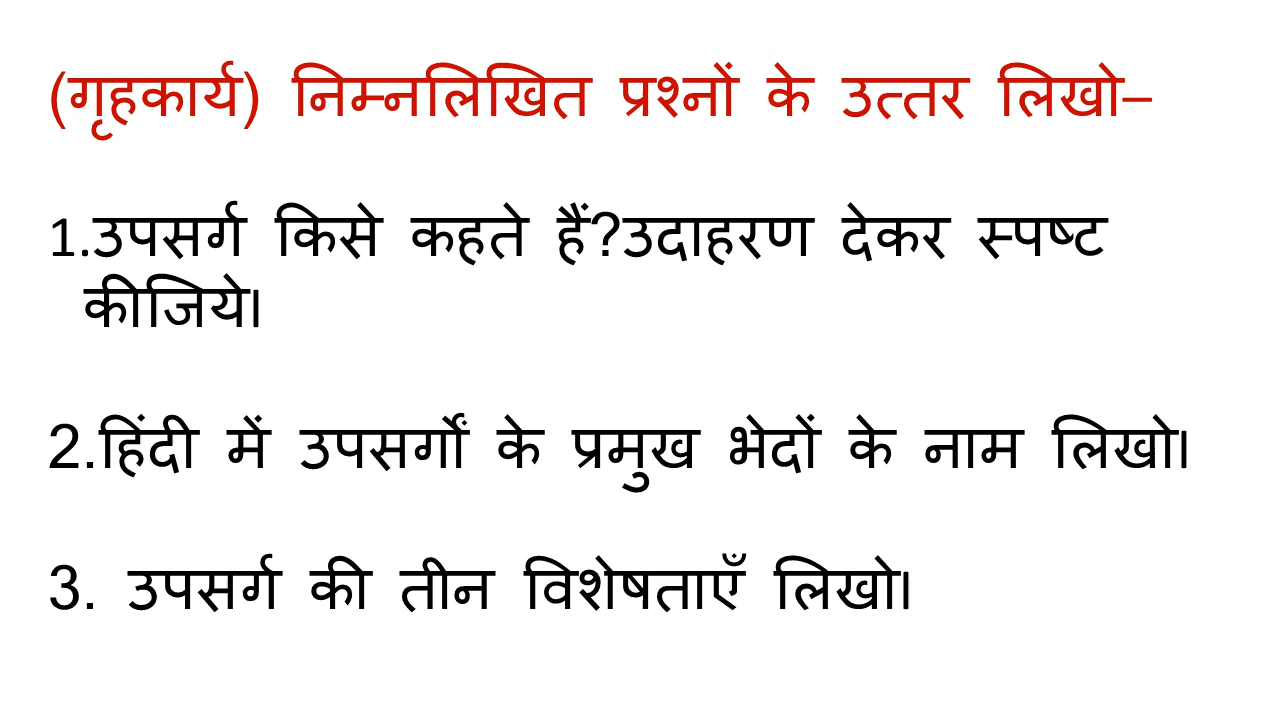 (गृहकार्य) निम्नलिखित प्रश्नों के उत्तर लिखो–
1.उपसर्ग किसे कहते हैं?उदाहरण देकर स्पष्ट
कीजिये।
2.हिंदी में उपसर्गों के प्रमुख भेदों के नाम लिखो।
3. उपसर्ग की तीन विशेषताएँ लिखो।